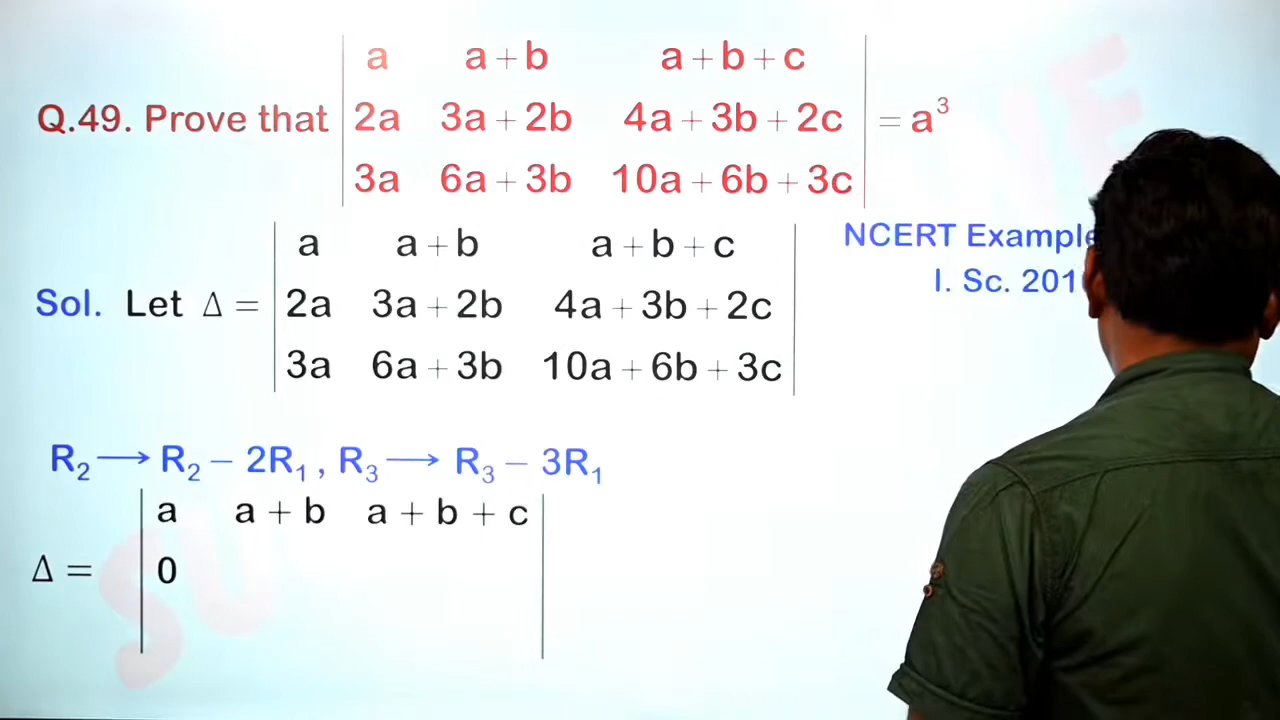 a a + b a + b + c
Q.49. Prove that 2a 3a + 2b 4a + 3b + 2c = a³
3a 6a + 3b 10a + 6b + 3c
a a + b a + b + c
NCERT
Sol. Let Δ = 2a 3a + 2b 4a + 3b + 2c
I. Sc.
3a 6a + 3b 10a + 6b + 3c
R₂ → R₂ − 2R₁ , R₃ → R₃ − 3R₁
a a + b a + b + c
Δ = 0